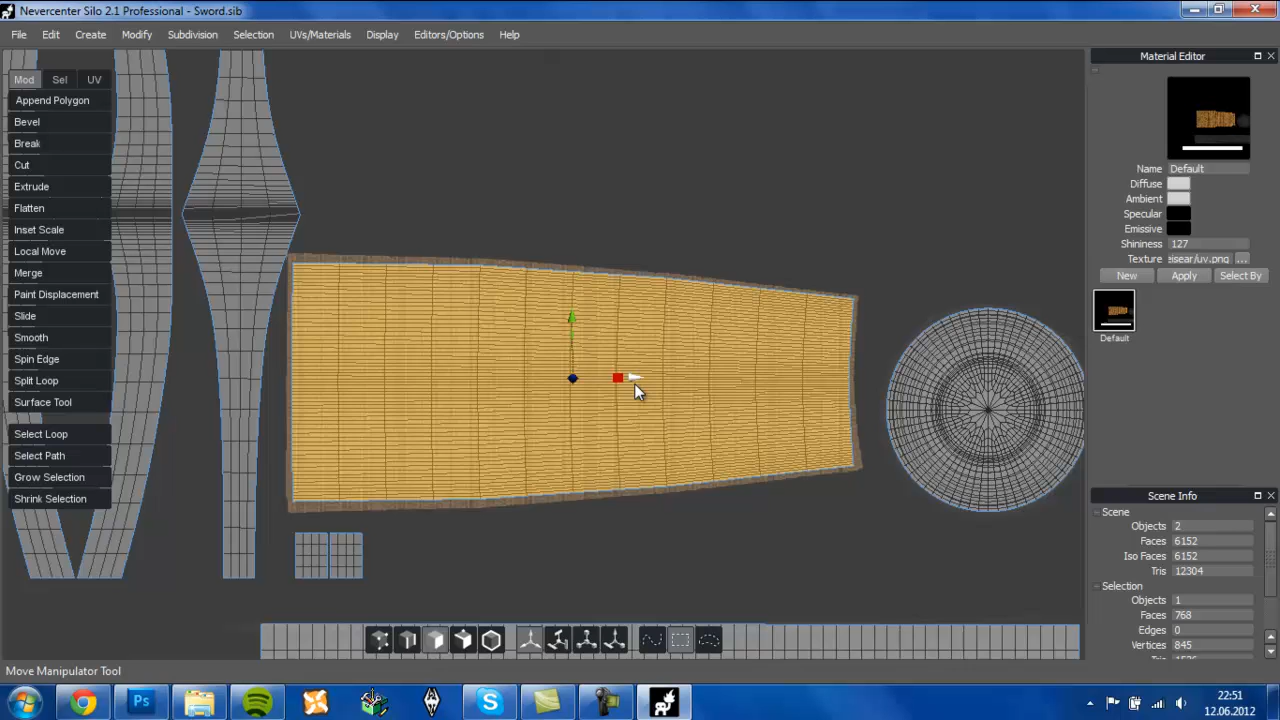 Nevercenter Silo 2.1 Professional - Sword.sib
File Edit Create Modify Subdivision Selection UVs/Materials Display Editors/Options Help
Mod Sel UV
Append Polygon
Bevel
Break
Cut
Extrude
Flatten
Inset Scale
Local Move
Merge
Paint Displacement
Slide
Smooth
Spin Edge
Split Loop
Surface Tool
Select Loop
Select Path
Grow Selection
Shrink Selection
Material Editor
Name Default
Diffuse
Ambient
Specular
Emissive
Shininess 127
Texture eisear/uv.png ...
New Apply Select By
Default
Scene Info
Scene
Objects 2
Faces 6152
Iso Faces 6152
Tris 12304
Selection
Objects 1
Faces 768
Edges 0
Vertices 845
Move Manipulator Tool
Ps
22:51
12.06.2012